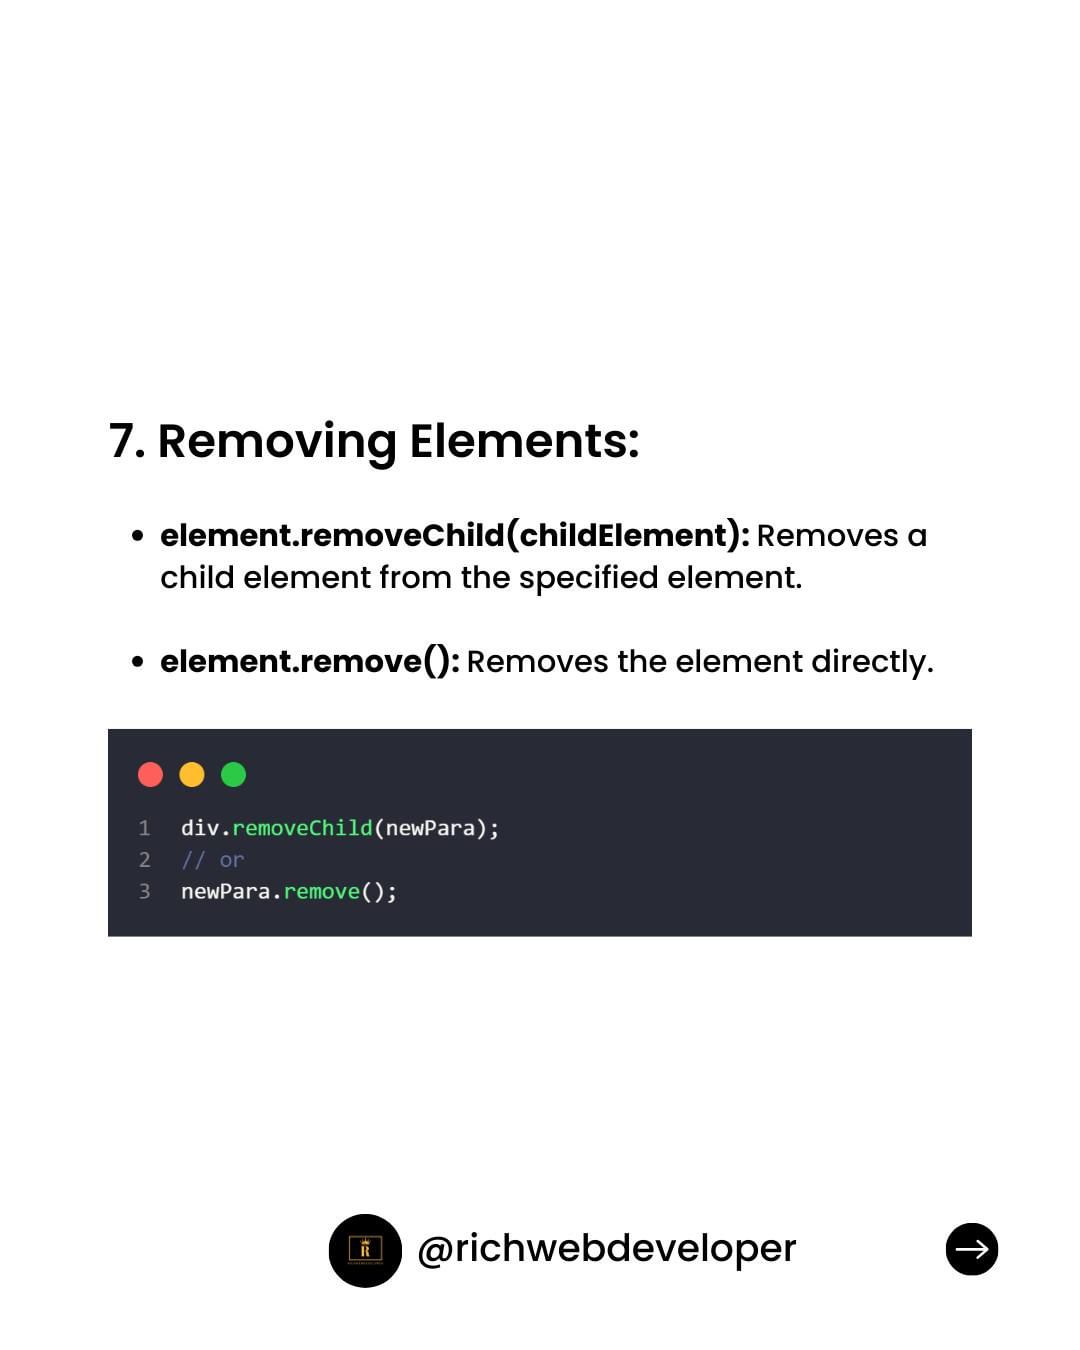 7. Removing Elements:
• element.removeChild(childElement): Removes a
child element from the specified element.
• element.remove(): Removes the element directly.
1 div.removeChild(newPara);
2 // or
3 newPara.remove();
R
@richwebdeveloper